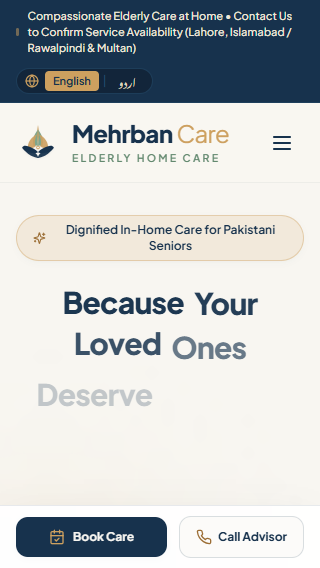 Compassionate Elderly Care at Home • Contact Us
to Confirm Service Availability (Lahore, Islamabad /
Rawalpindi & Multan)
English | اردو
Mehrban Care
ELDERLY HOME CARE
Dignified In-Home Care for Pakistani
Seniors
Because Your
Loved Ones
Deserve
Book Care
Call Advisor